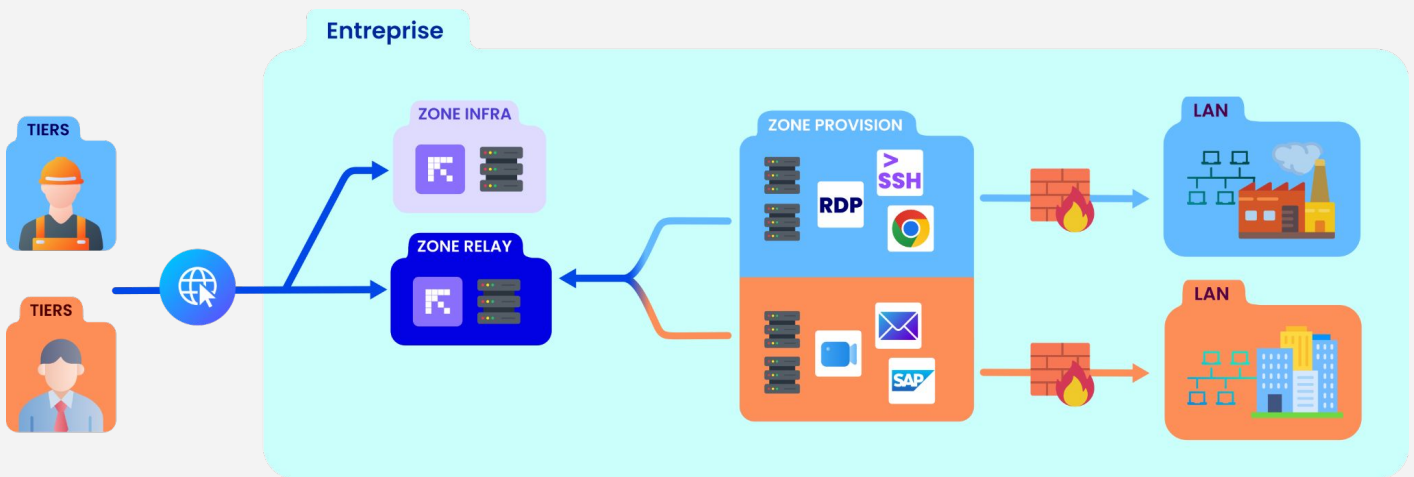 Entreprise
TIERS
TIERS
ZONE INFRA
ZONE RELAY
ZONE PROVISION
>
SSH
RDP
SAP
LAN
LAN